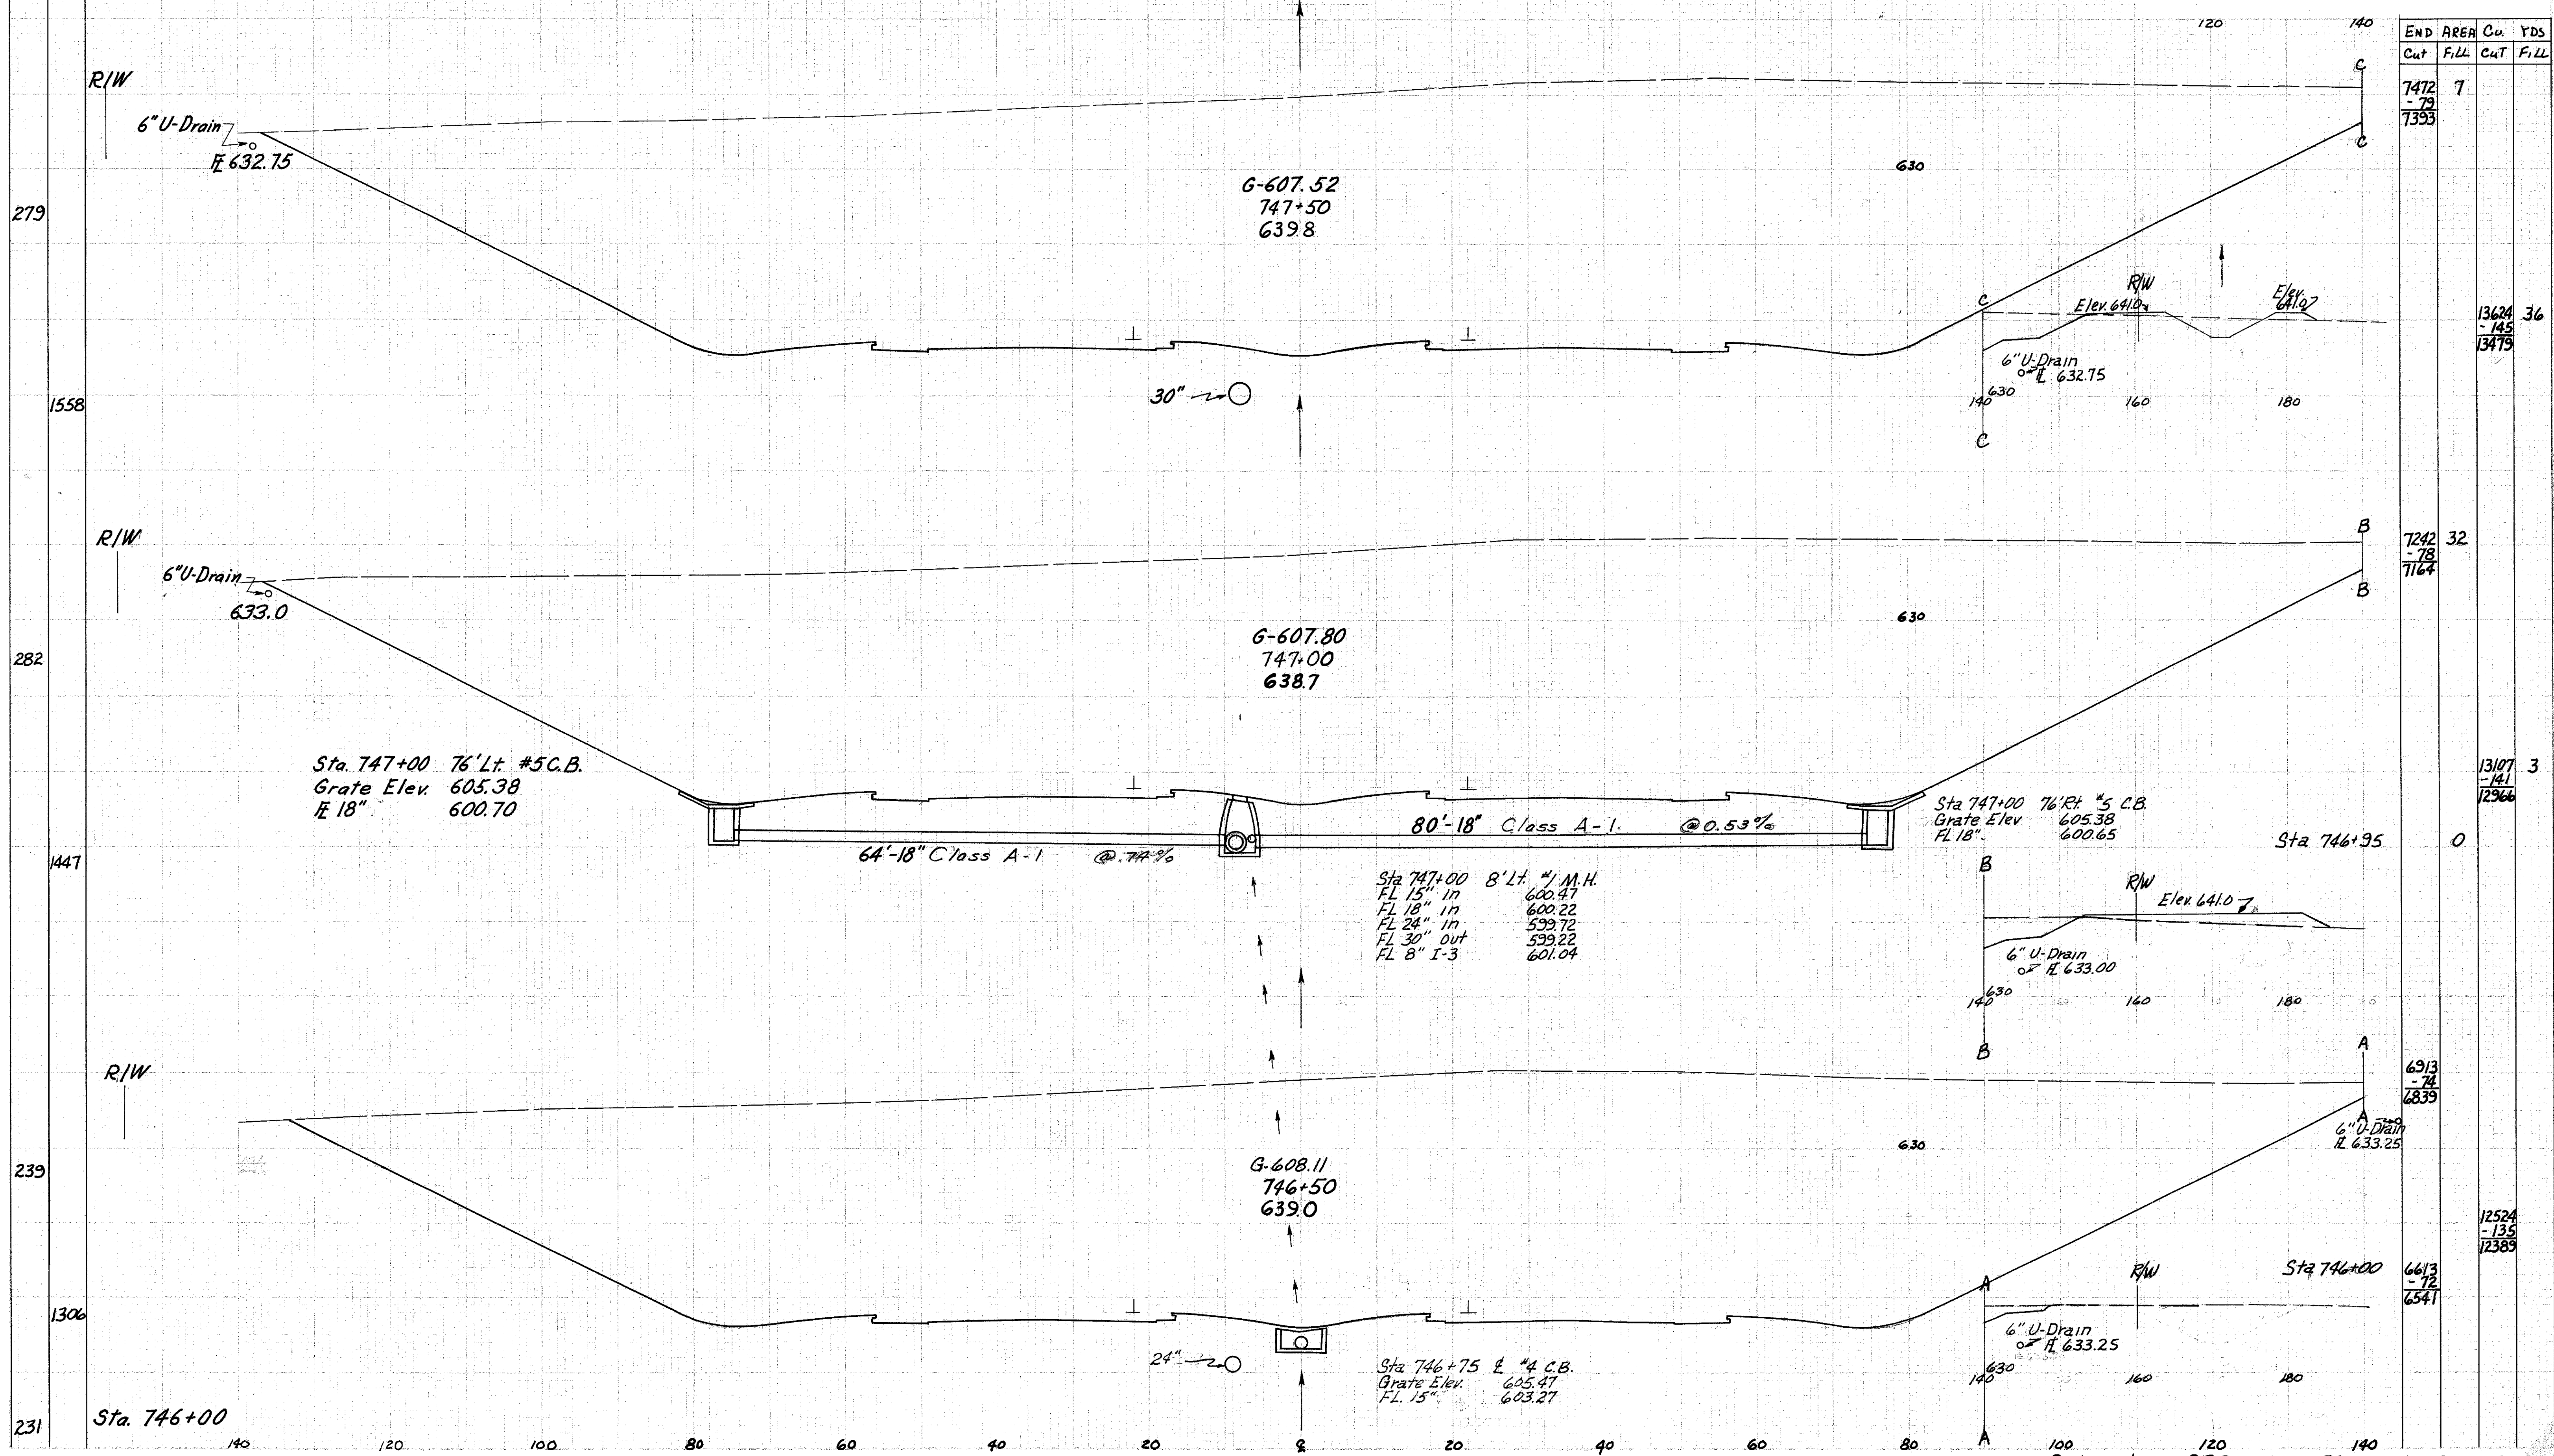 120 140
END AREA Cu. YDS
Cut Fill Cut Fill
R/W
C
7472 7
- 79
7393
6" U-Drain
FL 632.75
C
630
G-607.52
747+50
639.8
279
R/W
C
Elev. 641.0
Elev. 641.0
13624 36
- 145
13479
6" U-Drain
FL 632.75
30"
630
140 160 180
1558
C
R/W
B
7242 32
- 78
7164
6" U-Drain
633.0
B
630
G-607.80
747+00
638.7
282
Sta. 747+00 76' Lt. #5 C.B.
Grate Elev. 605.38
FL 18" 600.70
13107 3
- 141
12966
Sta 747+00 76' Rt. #5 C.B.
Grate Elev 605.38
FL 18" 600.65
80'-18" Class A-1. @ 0.53%
64'-18" Class A-1 @ .74%
Sta 746+95 0
1447
B
Sta 747+00 8' Lt. #1 M.H.
FL 15" in 600.47
FL 18" in 600.22
FL 24" in 599.72
FL 30" out 599.22
FL 8" I-3 601.04
R/W
Elev. 641.0
6" U-Drain
FL 633.00
630
140 160 180
B
A
R/W
6913
- 74
6839
A
6" U-Drain
FL 633.25
630
G-608.11
746+50
639.0
239
12524
- 135
12389
R/W
Sta 746+00
6613
- 72
6541
A
1306
6" U-Drain
FL 633.25
24"
Sta 746+75 ℄ #4 C.B.
Grate Elev. 605.47
FL. 15" 603.27
630
140 160 180
Sta. 746+00
231
A
140 120 100 80 60 40 20 ℄ 20 40 60 80 100 120 140